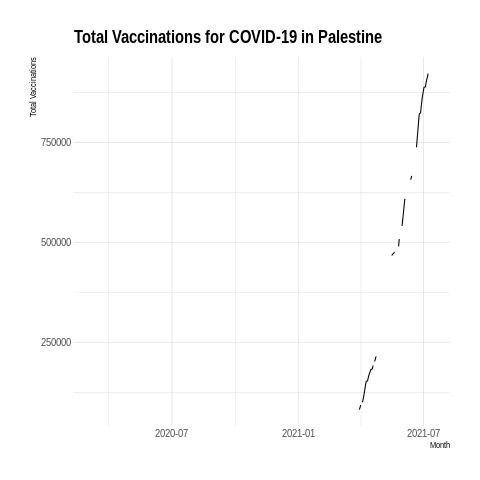 Total Vaccinations for COVID-19 in Palestine
Total Vaccinations
750000
500000
250000
2020-07 2021-01 2021-07
Month